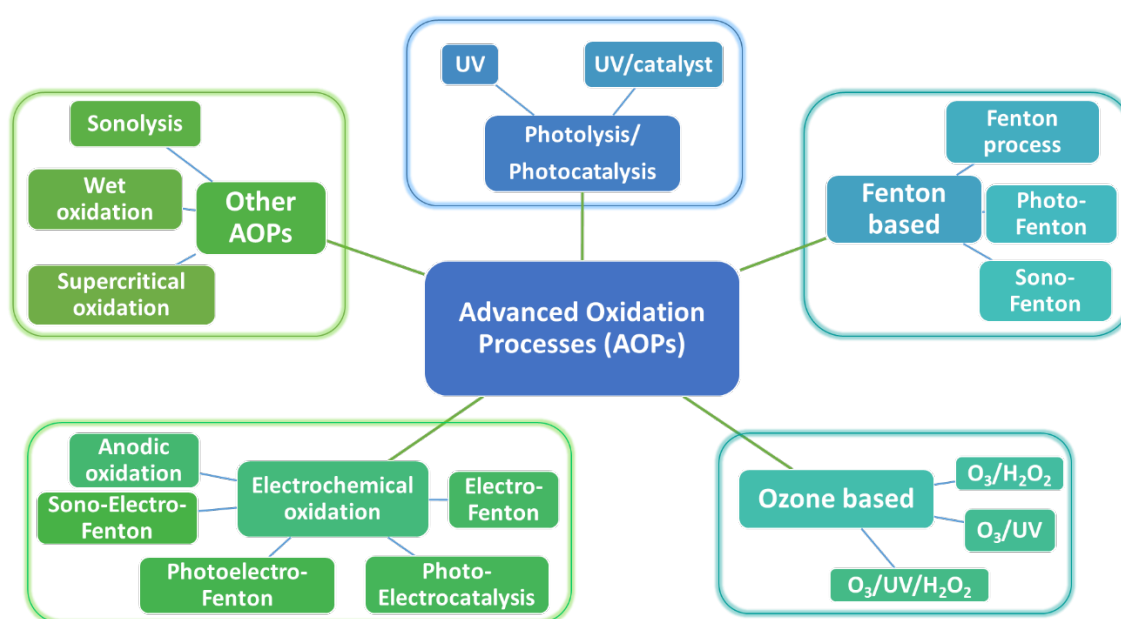 UV
UV/catalyst
Photolysis/
Photocatalysis
Sonolysis
Wet
oxidation
Supercritical
oxidation
Other
AOPs
Fenton
process
Fenton
based
Photo-
Fenton
Sono-
Fenton
Advanced Oxidation
Processes (AOPs)
Anodic
oxidation
Sono-Electro-
Fenton
Electrochemical
oxidation
Electro-
Fenton
Photoelectro-
Fenton
Photo-
Electrocatalysis
Ozone based
O₃/H₂O₂
O₃/UV
O₃/UV/H₂O₂